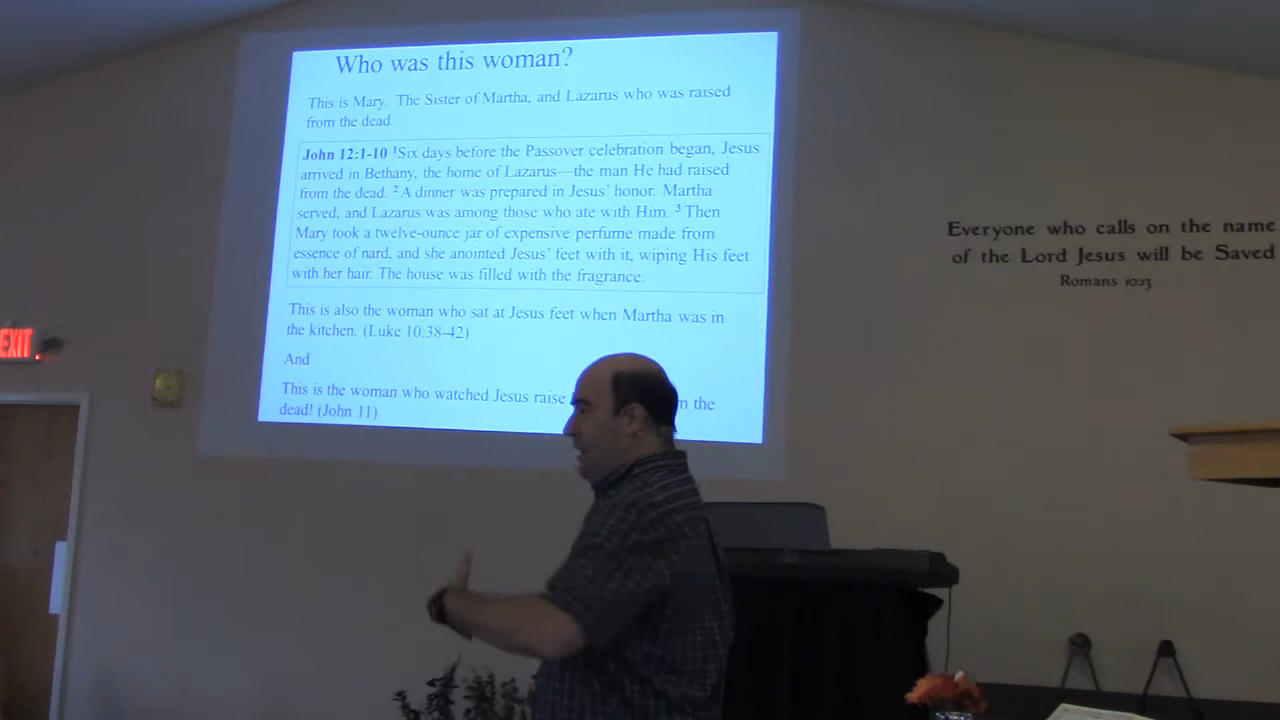 Who was this woman?
This is Mary. The Sister of Martha, and Lazarus who was raised
from the dead.
John 12:1-10 ¹Six days before the Passover celebration began, Jesus
arrived in Bethany, the home of Lazarus—the man He had raised
from the dead. ² A dinner was prepared in Jesus' honor. Martha
served, and Lazarus was among those who ate with Him. ³ Then
Mary took a twelve-ounce jar of expensive perfume made from
essence of nard, and she anointed Jesus' feet with it, wiping His feet
with her hair. The house was filled with the fragrance.
This is also the woman who sat at Jesus feet when Martha was in
the kitchen. (Luke 10:38-42)
And
This is the woman who watched Jesus raise the
dead! (John 11)
Everyone who calls on the name
of the Lord Jesus will be Saved
Romans 10:13
EXIT